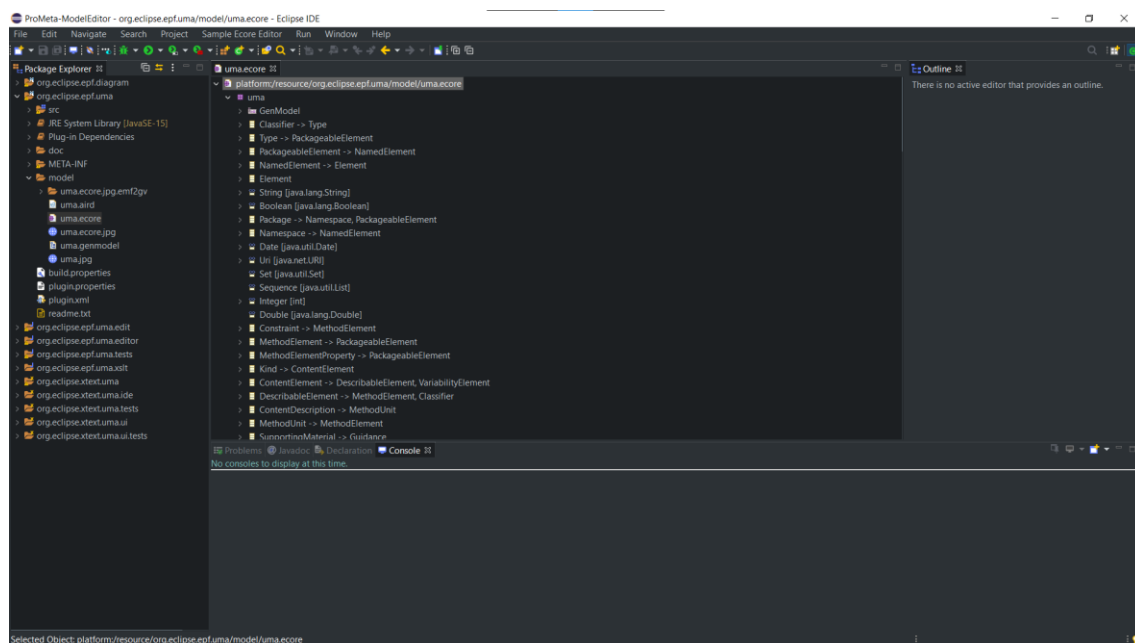 ProMeta-ModelEditor - org.eclipse.epf.uma/model/uma.ecore - Eclipse IDE
File Edit Navigate Search Project Sample Ecore Editor Run Window Help
Package Explorer
org.eclipse.epf.diagram
org.eclipse.epf.uma
src
JRE System Library [JavaSE-15]
Plug-in Dependencies
doc
META-INF
model
uma.ecore.jpg.emf2gv
uma.aird
uma.ecore
uma.ecore.jpg
uma.genmodel
uma.jpg
build.properties
plugin.properties
plugin.xml
readme.txt
org.eclipse.epf.uma.edit
org.eclipse.epf.uma.editor
org.eclipse.epf.uma.tests
org.eclipse.epf.uma.xslt
org.eclipse.xtext.uma
org.eclipse.xtext.uma.ide
org.eclipse.xtext.uma.tests
org.eclipse.xtext.uma.ui
org.eclipse.xtext.uma.ui.tests
uma.ecore
platform:/resource/org.eclipse.epf.uma/model/uma.ecore
uma
GenModel
Classifier -> Type
Type -> PackageableElement
PackageableElement -> NamedElement
NamedElement -> Element
Element
String [java.lang.String]
Boolean [java.lang.Boolean]
Package -> Namespace, PackageableElement
Namespace -> NamedElement
Date [java.util.Date]
Uri [java.net.URI]
Set [java.util.Set]
Sequence [java.util.List]
Integer [int]
Double [java.lang.Double]
Constraint -> MethodElement
MethodElement -> PackageableElement
MethodElementProperty -> PackageableElement
Kind -> ContentElement
ContentElement -> DescribableElement, VariabilityElement
DescribableElement -> MethodElement, Classifier
ContentDescription -> MethodUnit
MethodUnit -> MethodElement
SupportingMaterial -> Guidance
Outline
There is no active editor that provides an outline.
Problems @ Javadoc Declaration Console
No consoles to display at this time.
Selected Object: platform:/resource/org.eclipse.epf.uma/model/uma.ecore